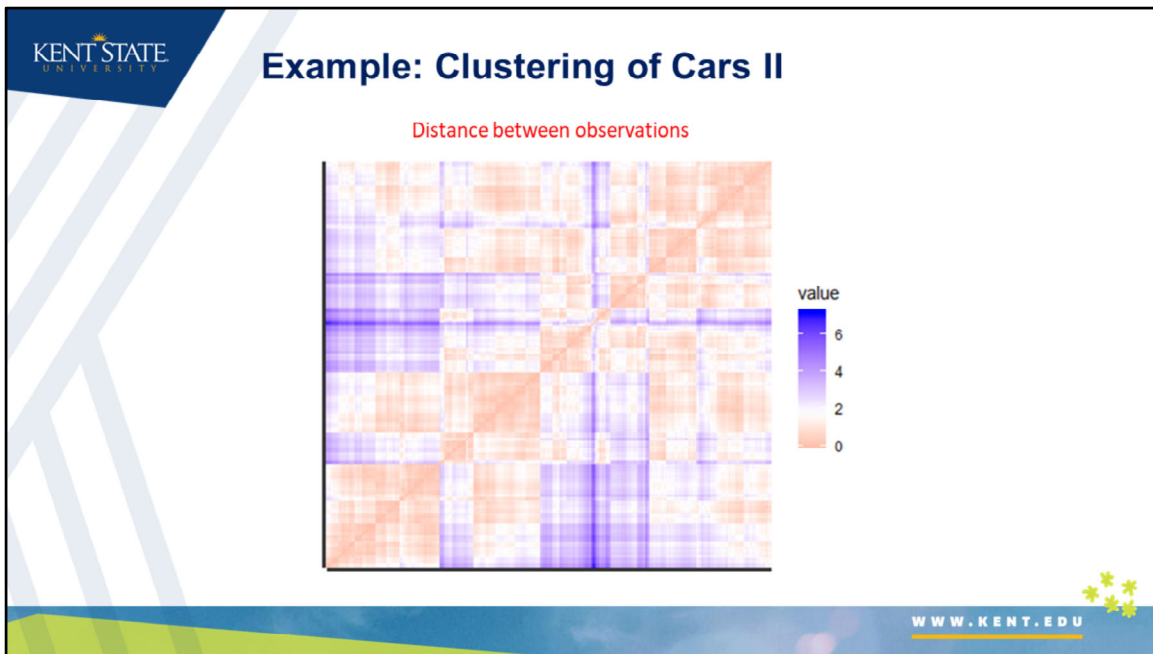 KENT STATE
UNIVERSITY
Example: Clustering of Cars II
Distance between observations
value
6
4
2
0
WWW.KENT.EDU